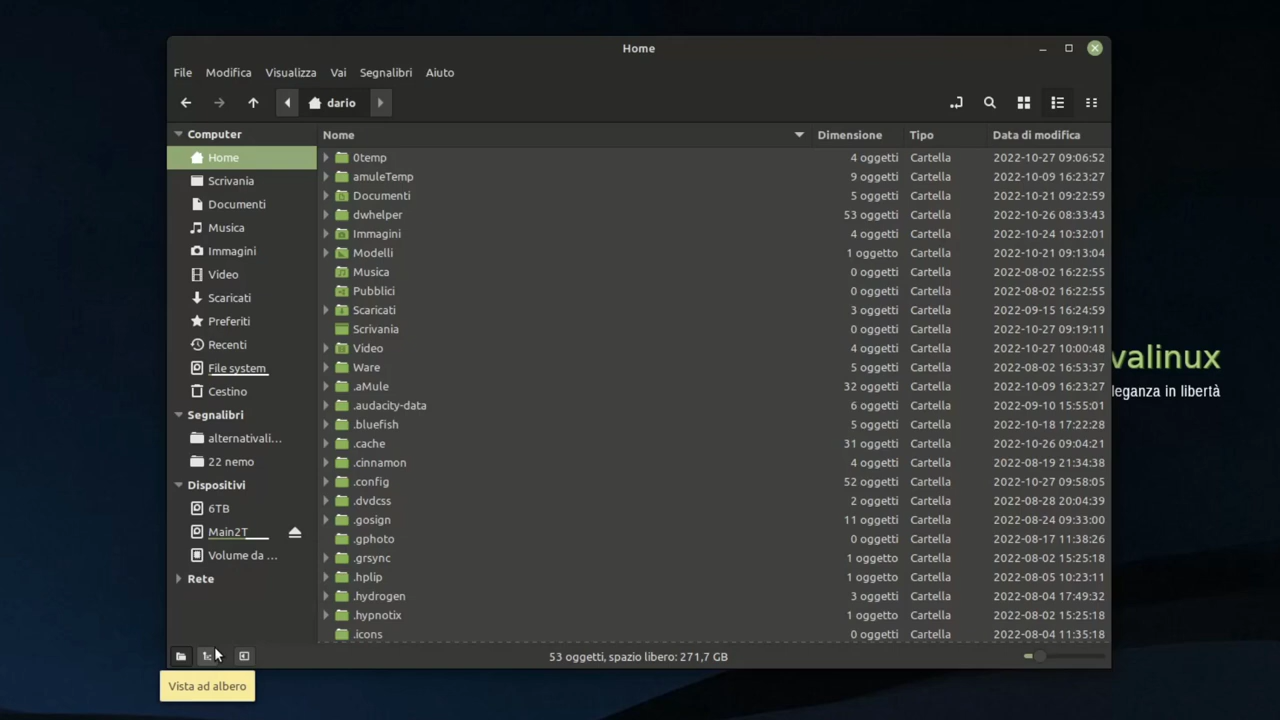 Home
File Modifica Visualizza Vai Segnalibri Aiuto
dario
Computer
Home
Scrivania
Documenti
Musica
Immagini
Video
Scaricati
Preferiti
Recenti
File system
Cestino
Segnalibri
alternativali...
22 nemo
Dispositivi
6TB
Main2T
Volume da ...
Rete
Nome Dimensione Tipo Data di modifica
0temp 4 oggetti Cartella 2022-10-27 09:06:52
amuleTemp 9 oggetti Cartella 2022-10-09 16:23:27
Documenti 5 oggetti Cartella 2022-10-21 09:22:59
dwhelper 53 oggetti Cartella 2022-10-26 08:33:43
Immagini 4 oggetti Cartella 2022-10-24 10:32:01
Modelli 1 oggetto Cartella 2022-10-21 09:13:04
Musica 0 oggetti Cartella 2022-08-02 16:22:55
Pubblici 0 oggetti Cartella 2022-08-02 16:22:55
Scaricati 3 oggetti Cartella 2022-09-15 16:24:59
Scrivania 0 oggetti Cartella 2022-10-27 09:19:11
Video 4 oggetti Cartella 2022-10-27 10:00:48
Ware 5 oggetti Cartella 2022-08-02 16:53:37
.aMule 32 oggetti Cartella 2022-10-09 16:23:27
.audacity-data 6 oggetti Cartella 2022-09-10 15:55:01
.bluefish 5 oggetti Cartella 2022-10-18 17:22:28
.cache 31 oggetti Cartella 2022-10-26 09:04:21
.cinnamon 4 oggetti Cartella 2022-08-19 21:34:38
.config 52 oggetti Cartella 2022-10-27 09:58:05
.dvdcss 2 oggetti Cartella 2022-08-28 20:04:39
.gosign 11 oggetti Cartella 2022-08-24 09:33:00
.gphoto 0 oggetti Cartella 2022-08-17 11:38:26
.grsync 1 oggetto Cartella 2022-08-02 15:25:18
.hplip 1 oggetto Cartella 2022-08-05 10:23:11
.hydrogen 3 oggetti Cartella 2022-08-04 17:49:32
.hypnotix 1 oggetto Cartella 2022-08-02 15:25:18
.icons 0 oggetti Cartella 2022-08-04 11:35:18
53 oggetti, spazio libero: 271,7 GB
Vista ad albero
valinux
leganza in libertà